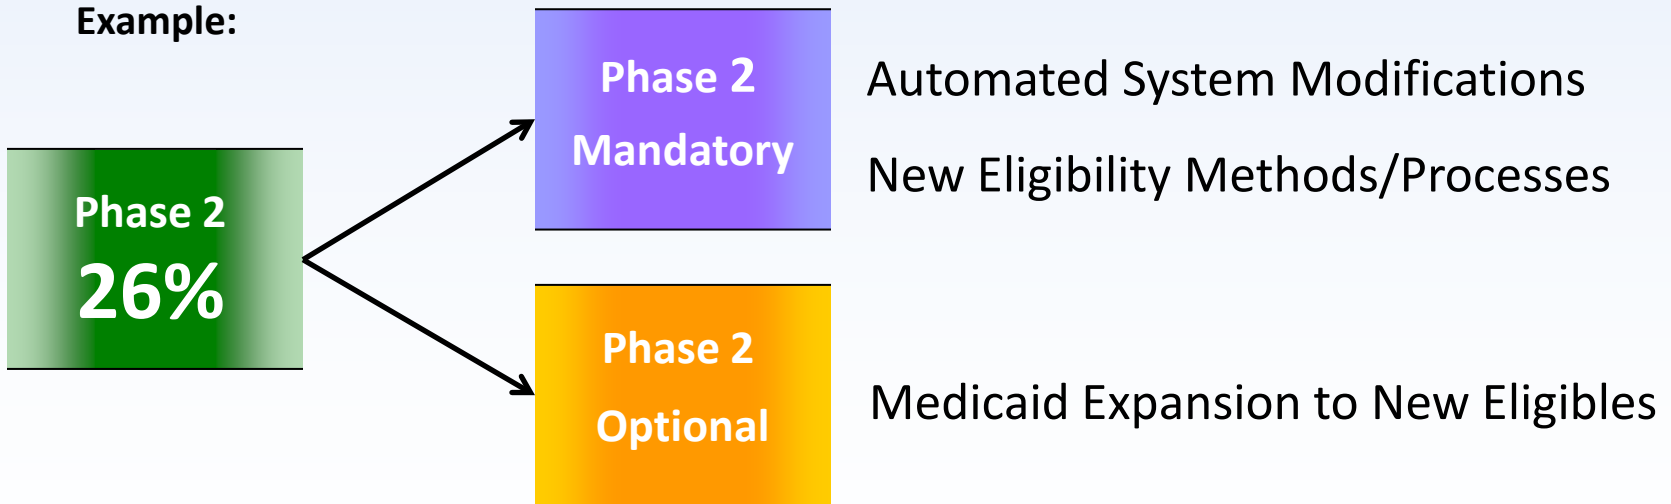 Example:
Phase 2
26%
Phase 2
Mandatory
Automated System Modifications
New Eligibility Methods/Processes
Phase 2
Optional
Medicaid Expansion to New Eligibles